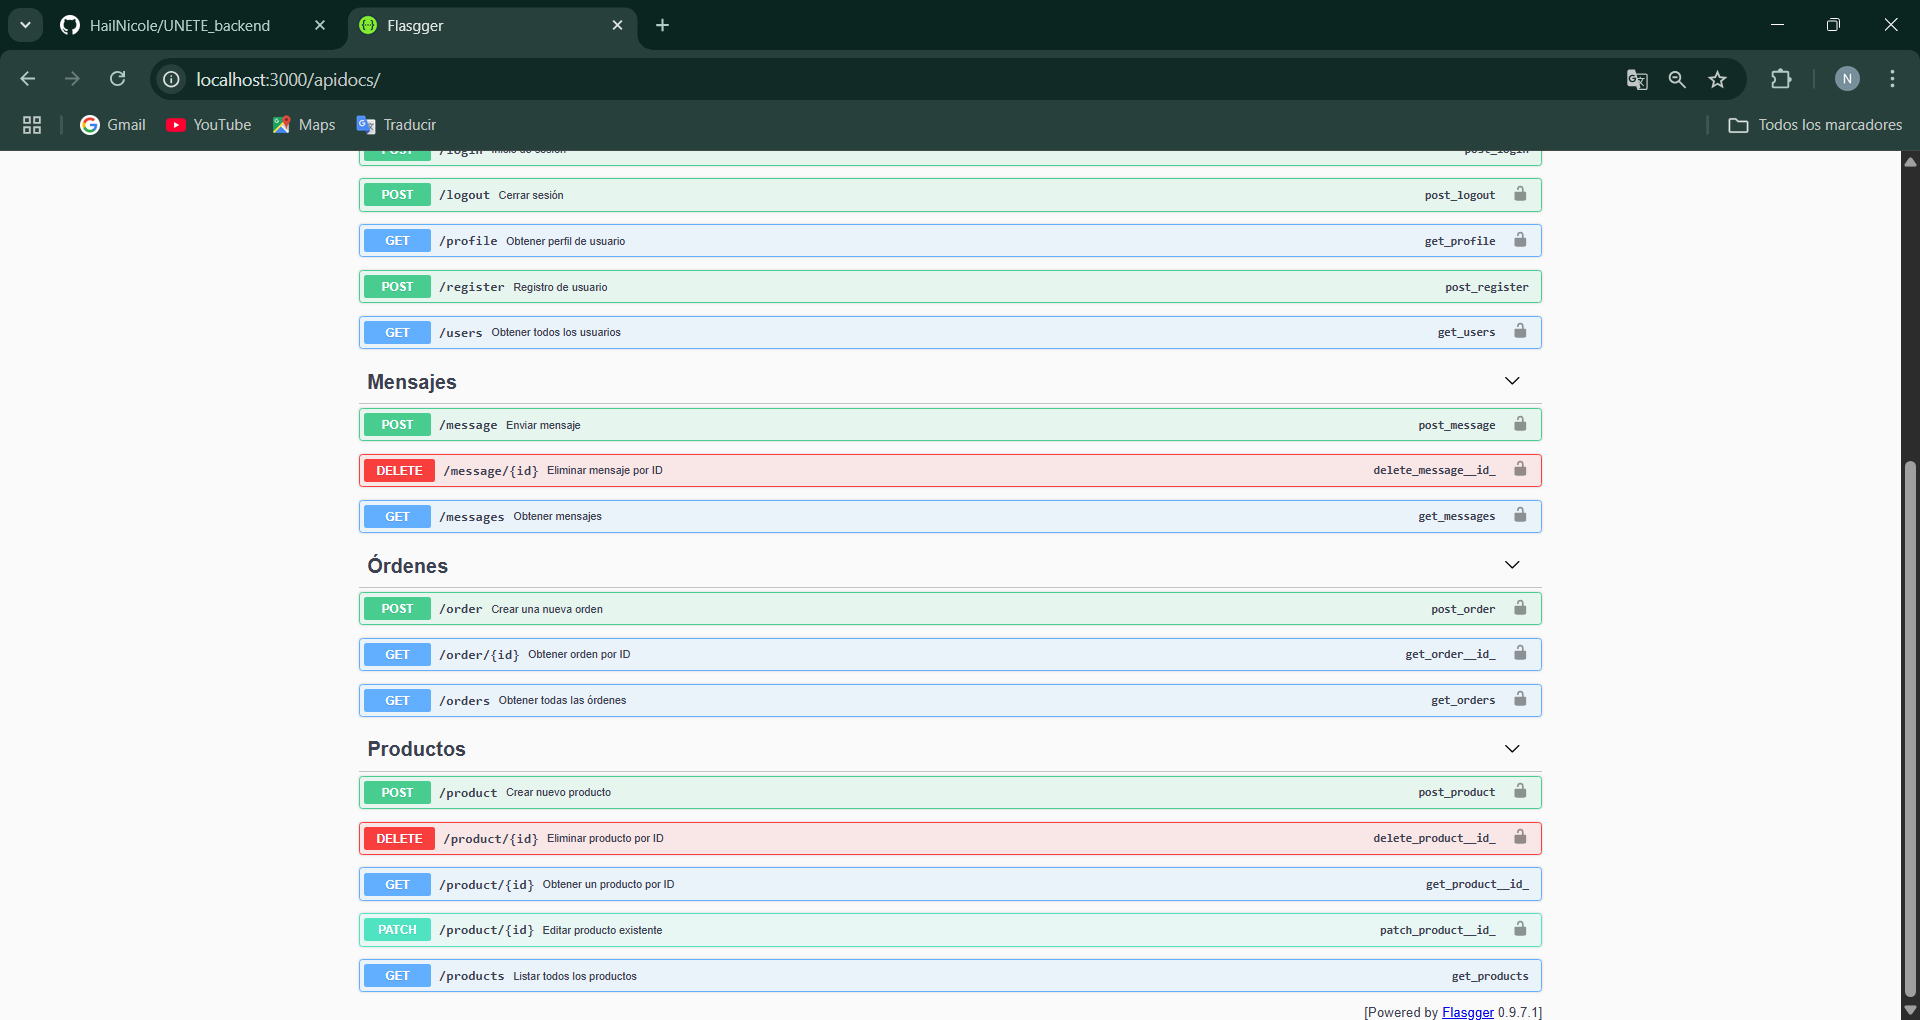 HailNicole/UNETE_backend
Flasgger
localhost:3000/apidocs/
N
Gmail
YouTube
Maps
Traducir
Todos los marcadores
POST /login Inicio de sesión post_login
POST /logout Cerrar sesión post_logout
GET /profile Obtener perfil de usuario get_profile
POST /register Registro de usuario post_register
GET /users Obtener todos los usuarios get_users
Mensajes
POST /message Enviar mensaje post_message
DELETE /message/{id} Eliminar mensaje por ID delete_message__id_
GET /messages Obtener mensajes get_messages
Órdenes
POST /order Crear una nueva orden post_order
GET /order/{id} Obtener orden por ID get_order__id_
GET /orders Obtener todas las órdenes get_orders
Productos
POST /product Crear nuevo producto post_product
DELETE /product/{id} Eliminar producto por ID delete_product__id_
GET /product/{id} Obtener un producto por ID get_product__id_
PATCH /product/{id} Editar producto existente patch_product__id_
GET /products Listar todos los productos get_products
[Powered by Flasgger 0.9.7.1]